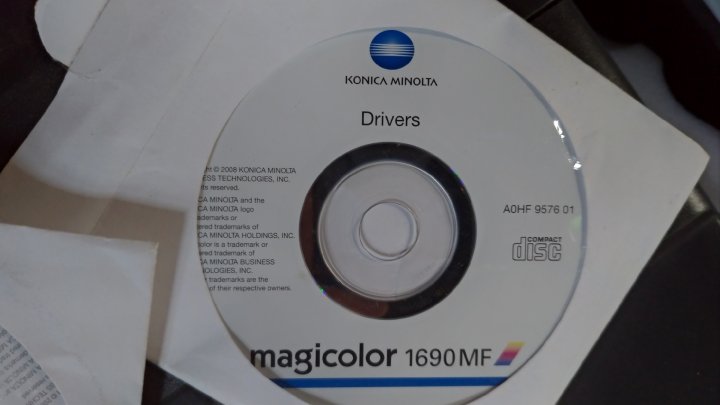 KONICA MINOLTA
Drivers
© 2008 KONICA MINOLTA
TECHNOLOGIES, INC.
reserved.
MINOLTA and the
MINOLTA logo
or
trademarks of
MINOLTA HOLDINGS, INC.
is a trademark or
trademark of
MINOLTA BUSINESS
INC.
trademarks are the
of their respective owners.
A0HF 9576 01
COMPACT
disc
magicolor 1690MF